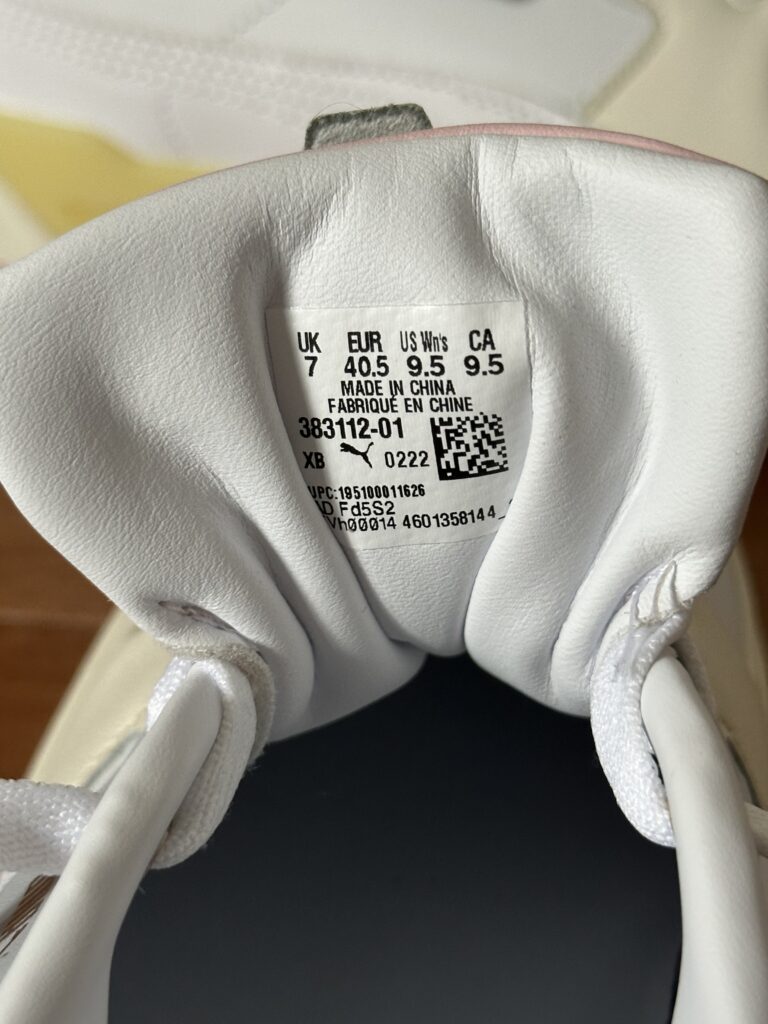 UK EUR US Wn's CA
7 40.5 9.5 9.5
MADE IN CHINA
FABRIQUÉ EN CHINE
383112-01
XB 0222
UPC:195100011626
Fd5S2
Vh00014 4601358144_